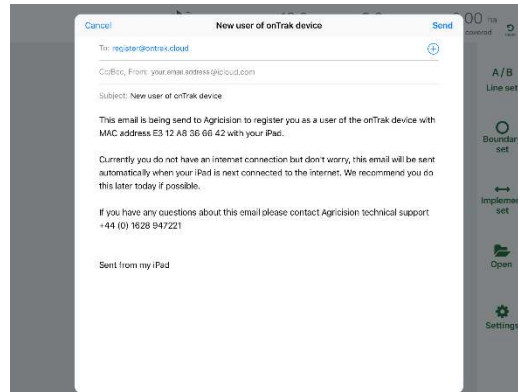 Cancel New user of onTrak device Send
To: register@ontrak.cloud
Cc/Bcc, From: your.email.address@icloud.com
Subject: New user of onTrak device
This email is being send to Agricision to register you as a user of the onTrak device with
MAC address E3 12 A8 36 66 42 with your iPad.
Currently you do not have an internet connection but don't worry, this email will be sent
automatically when your iPad is next connected to the internet. We recommend you do
this later today if possible.
If you have any questions about this email please contact Agricision technical support
+44 (0) 1628 947221
Sent from my iPad
00 ha
covered
A/B
Line set
Boundar
set
Implemen
set
Open
Settings